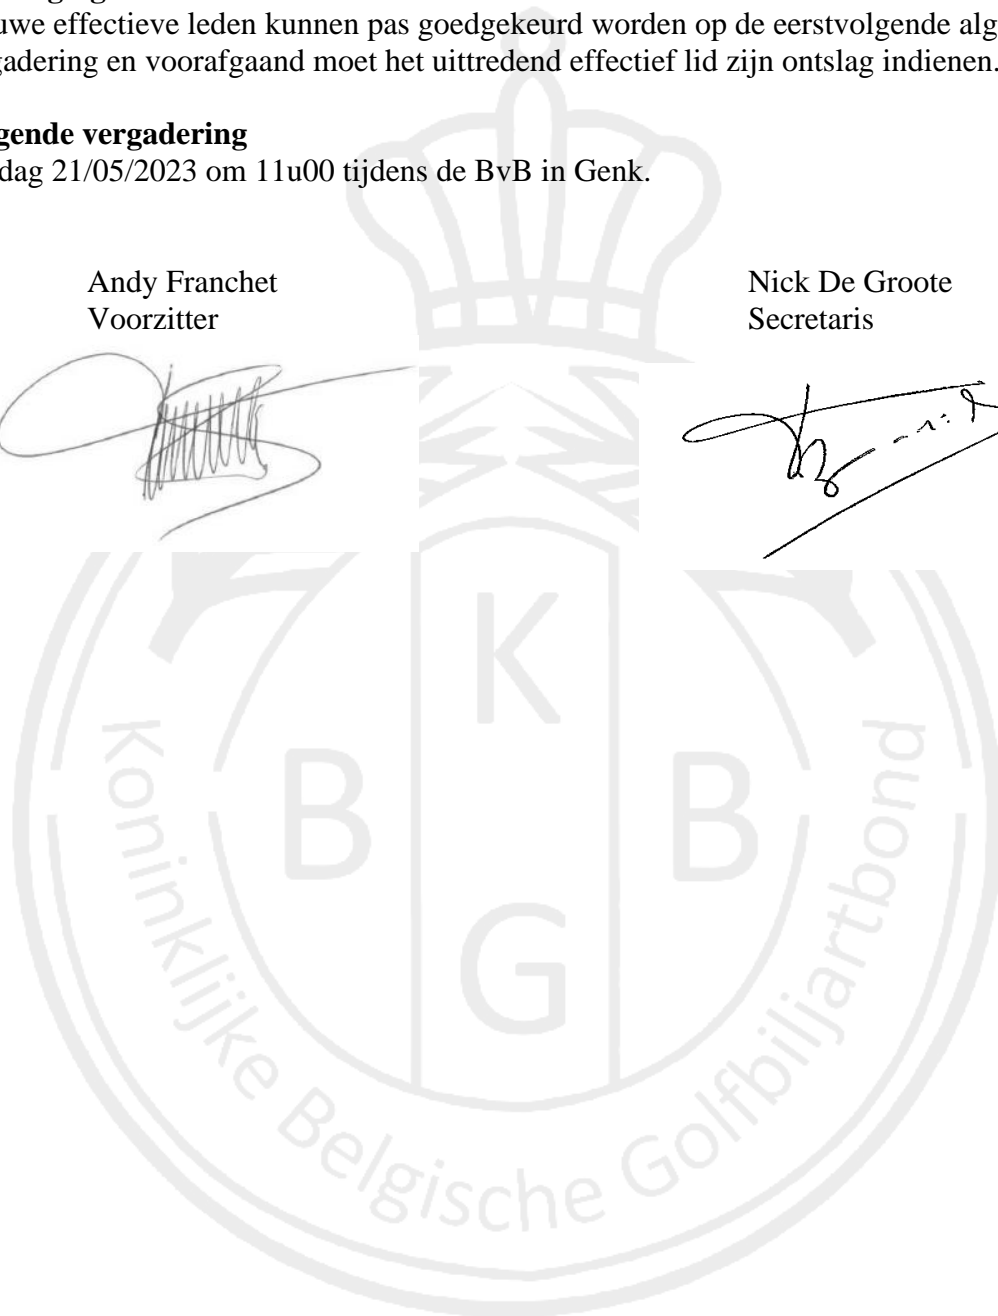 uwe effectieve leden kunnen pas goedgekeurd worden op de eerstvolgende alg
gadering en voorafgaand moet het uittredend effectief lid zijn ontslag indienen.
gende vergadering
dag 21/05/2023 om 11u00 tijdens de BvB in Genk.
Andy Franchet
Nick De Groote
Voorzitter
Secretaris
K
B
B
G
Koninklijke Belgische Golfbiljartbond